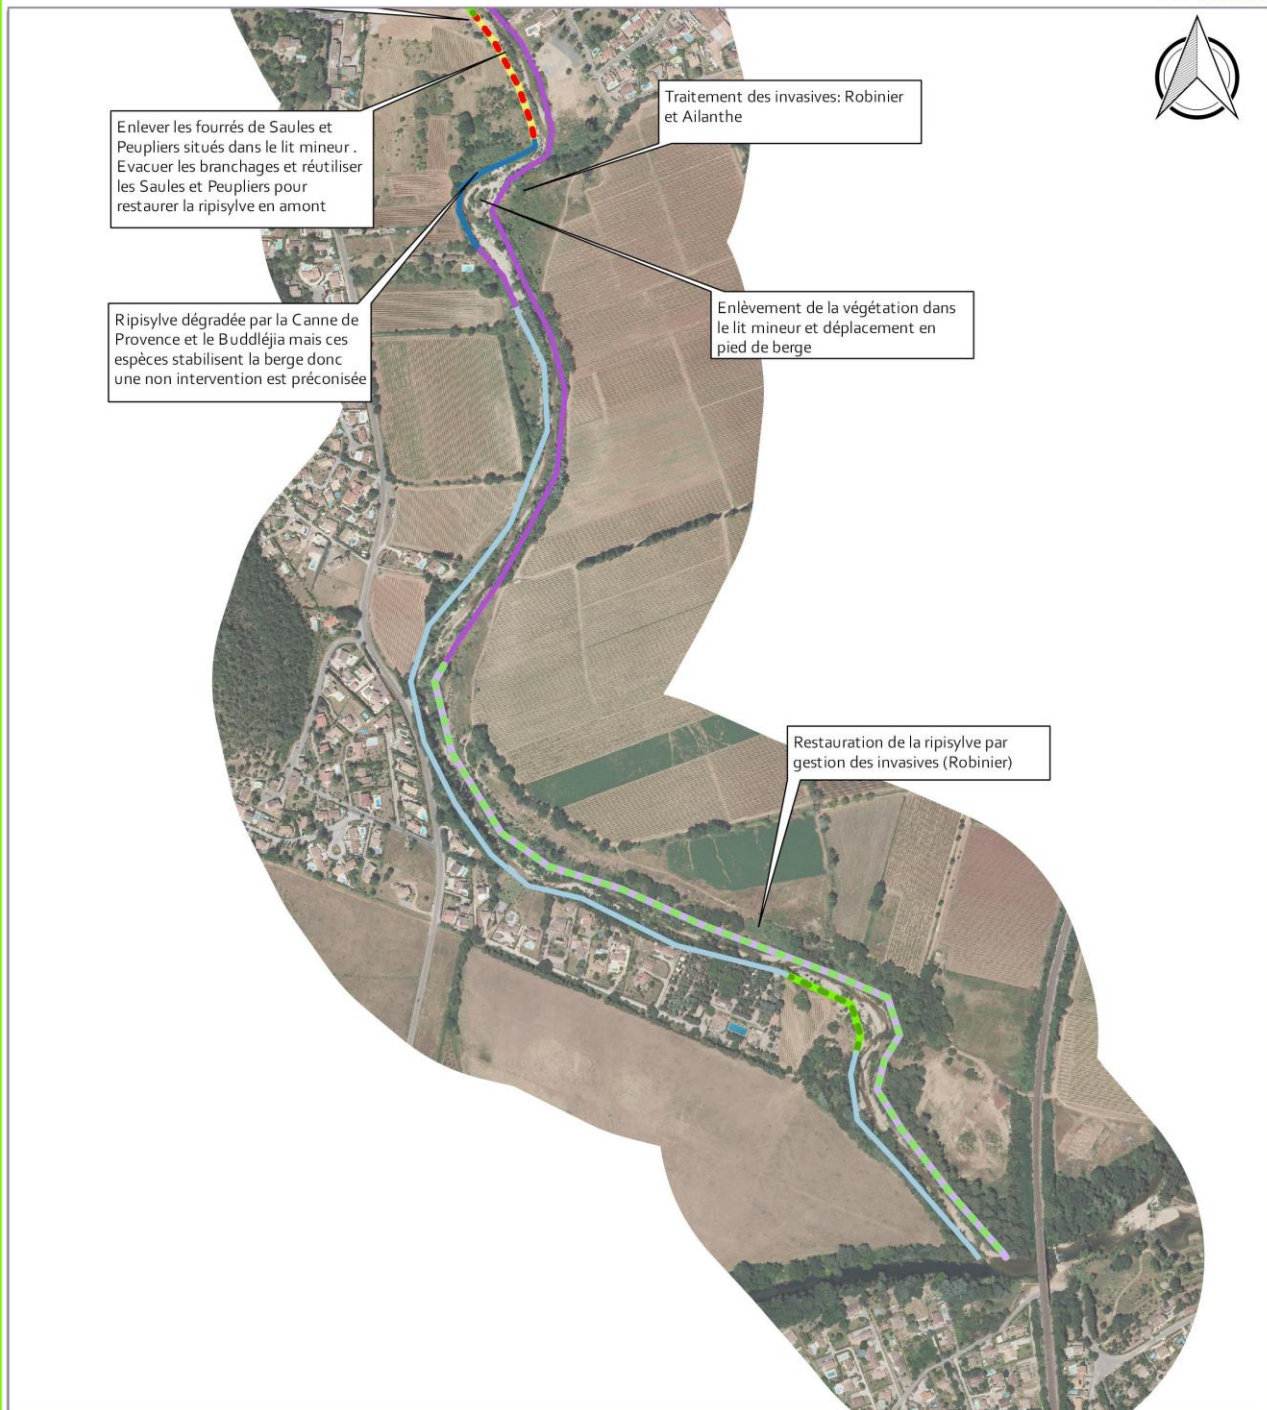 Traitement des invasives: Robinier
et Ailanthe
Enlever les fourrés de Saules et
Peupliers situés dans le lit mineur .
Evacuer les branchages et réutiliser
les Saules et Peupliers pour
restaurer la ripisylve en amont
Enlèvement de la végétation dans
le lit mineur et déplacement en
pied de berge
Ripisylve dégradée par la Canne de
Provence et le Buddléjia mais ces
espèces stabilisent la berge donc
une non intervention est préconisée
Restauration de la ripisylve par
gestion des invasives (Robinier)